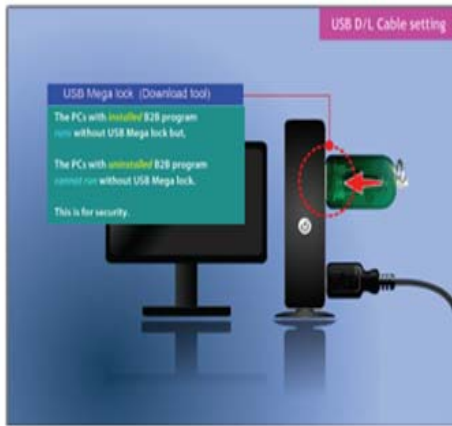 USB D/L Cable setting
USB Mega lock (Download tool)
The PCs with installed B2B program
runs without USB Mega lock but,
The PCs with uninstalled B2B program
cannot run without USB Mega lock.
This is for security.